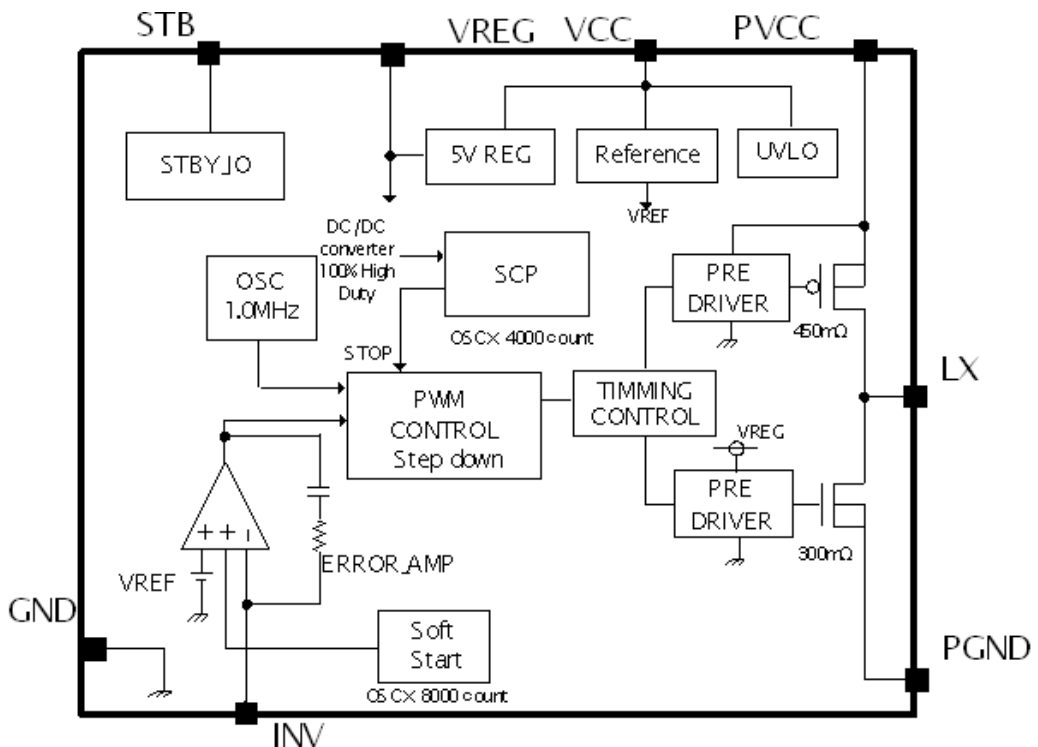 STB
VREG
VCC
PVCC
STBY_IO
5V REG
Reference
UVLO
VREF
DC/DC
converter
100% High
Duty
OSC
1.0MHz
SCP
OSC× 4000 count
STOP
PRE
DRIVER
450mΩ
LX
PWM
CONTROL
Step down
TIMMING
CONTROL
VREG
PRE
DRIVER
300mΩ
++-
VREF
ERROR_AMP
GND
Soft
Start
OSC× 8000 count
PGND
INV